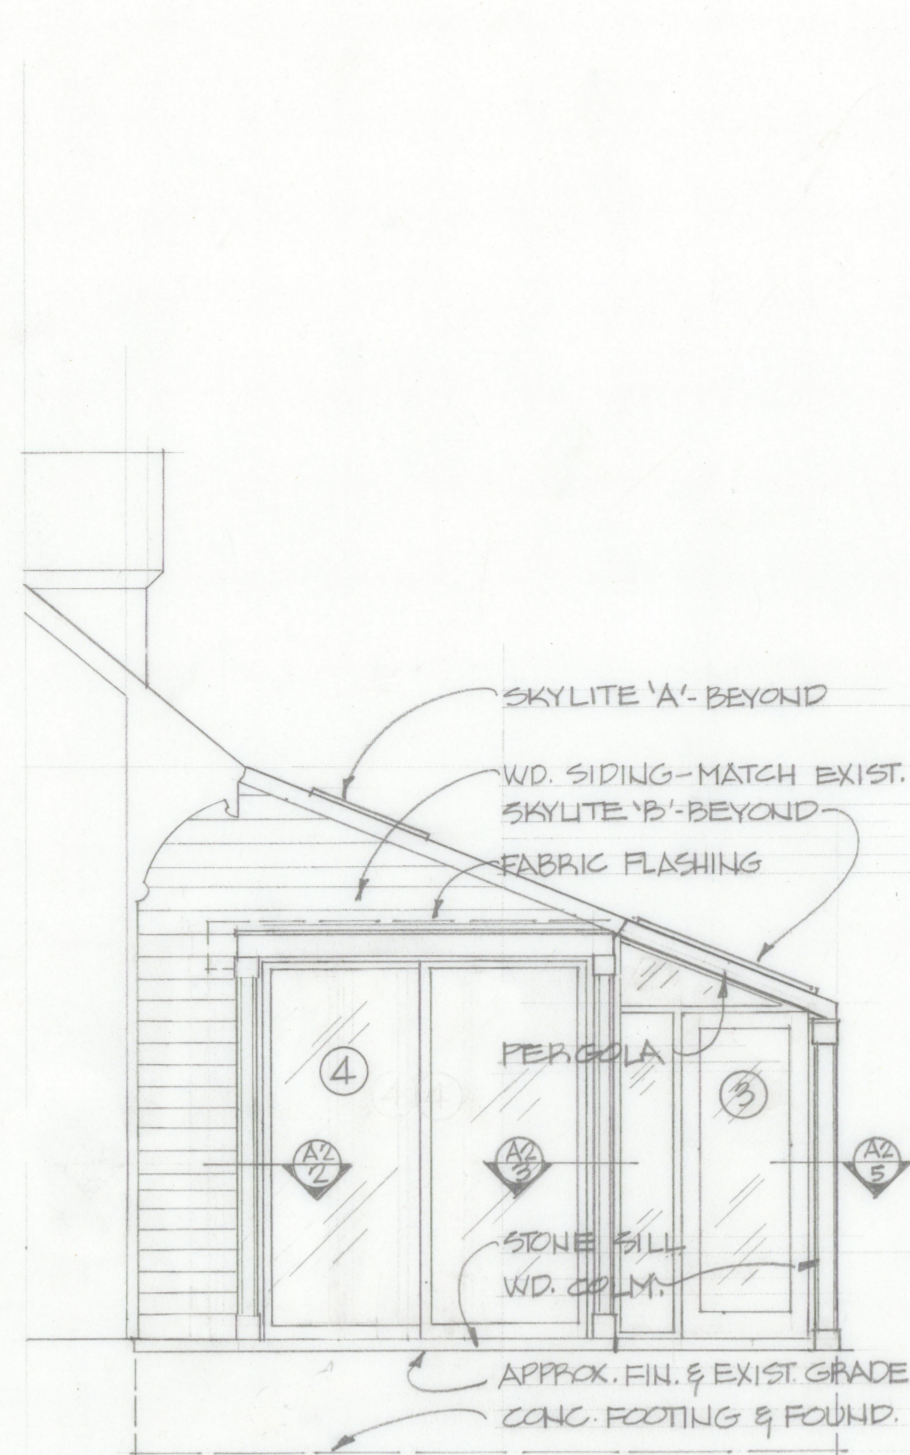 SKYLITE 'A'-BEYOND
WD. SIDING-MATCH EXIST.
SKYLITE 'B'-BEYOND
FABRIC FLASHING
PERGOLA
4
3
A2
2
A2
3
A2
5
STONE SILL
WD. COLM.
APPROX. FIN. & EXIST. GRADE
CONC. FOOTING & FOUND.